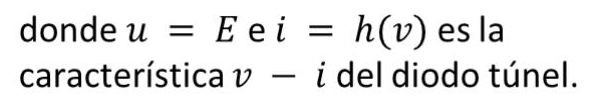 donde u = E e i = h(v) es la
característica v − i del diodo túnel.